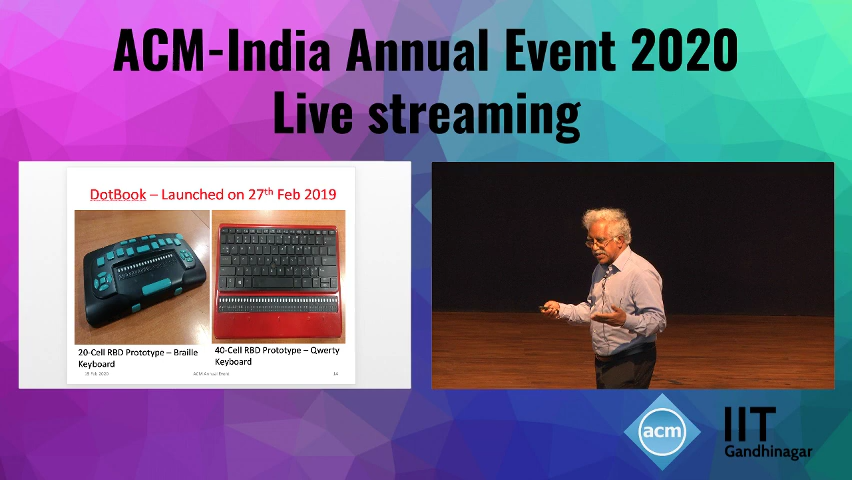 ACM-India Annual Event 2020
Live streaming
DotBook – Launched on 27th Feb 2019
20-Cell RBD Prototype – Braille
Keyboard
40-Cell RBD Prototype – Qwerty
Keyboard
ACM Annual Event
14
acm
IIT
Gandhinagar